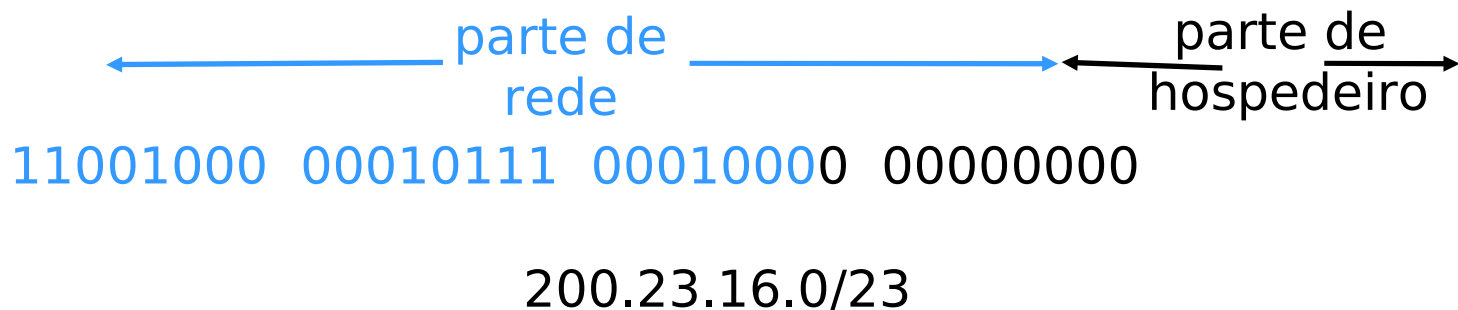 parte de
rede
parte de
hospedeiro
11001000 00010111 00010000 00000000
200.23.16.0/23